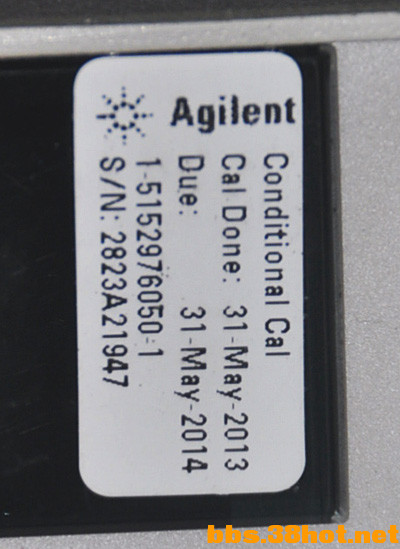 Agilent
Conditional Cal
Cal Done: 31-May-2013
Due: 31-May-2014
1-5152976050-1
S/N: 2823A21947
bbs.38hot.net